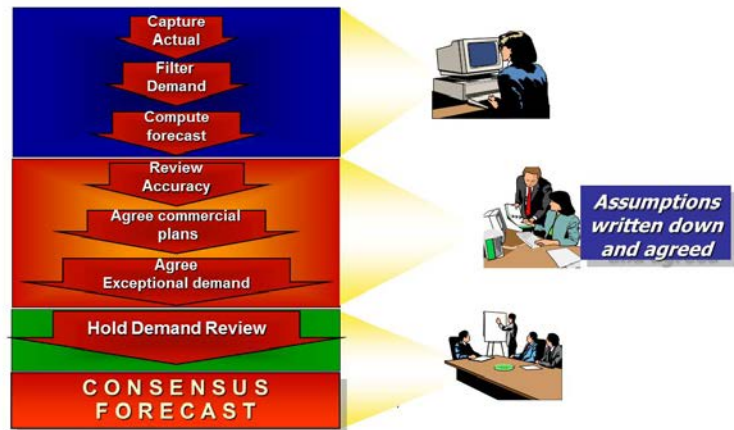 Capture
Actual
Filter
Demand
Compute
forecast
Review
Accuracy
Agree commercial
plans
Agree
Exceptional demand
Assumptions
written down
and agreed
Hold Demand Review
CONSENSUS
FORECAST